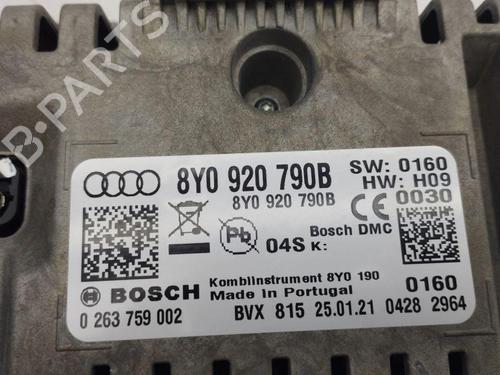 B-PARTS
8Y0 920 790B
SW: 0160
HW: H09
8Y0 920 790B
0030
Pb
04S K:
Bosch DMC
Kombiinstrument 8Y0 190
BOSCH
Made in Portugal
0160
0 263 759 002
BVX 815 25.01.21 0428 2964